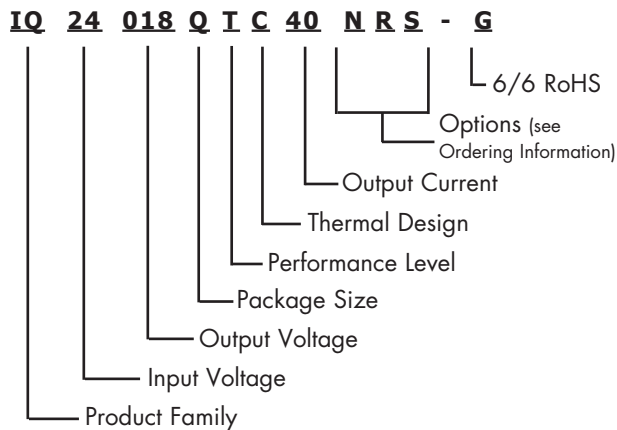 IQ 24 018 Q T C 40 N R S - G
6/6 RoHS
Options (see
Ordering Information)
Output Current
Thermal Design
Performance Level
Package Size
Output Voltage
Input Voltage
Product Family